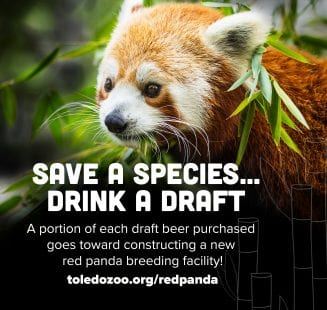 SAVE A SPECIES...
DRINK A DRAFT
A portion of each draft beer purchased
goes toward constructing a new
red panda breeding facility!
toledozoo.org/redpanda